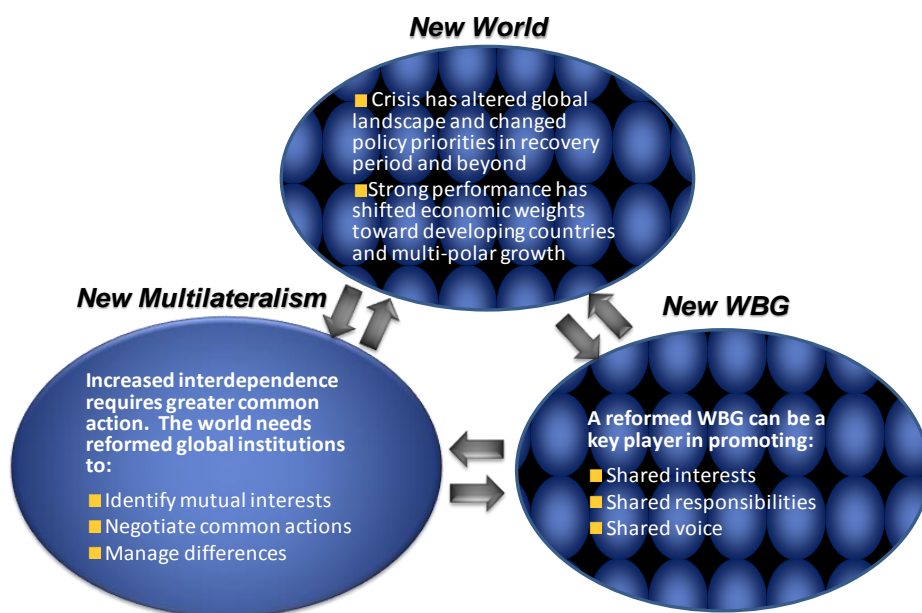 New World
■ Crisis has altered global
landscape and changed
policy priorities in recovery
period and beyond
■Strong performance has
shifted economic weights
toward developing countries
and multi-polar growth
New Multilateralism
Increased interdependence
requires greater common
action.  The world needs
reformed global institutions
to:
■ Identify mutual interests
■ Negotiate common actions
■ Manage differences
New WBG
A reformed WBG can be a
key player in promoting:
■ Shared interests
■ Shared responsibilities
■ Shared voice